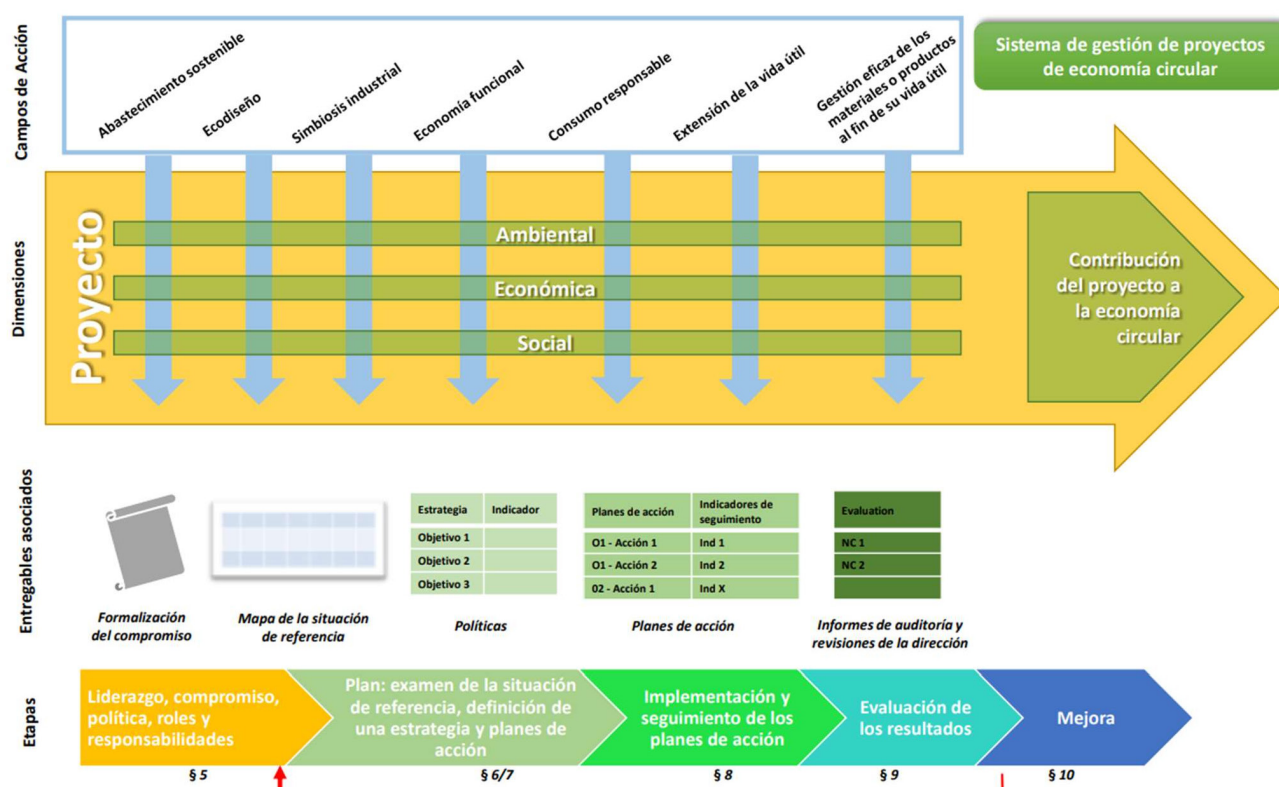 Campos de Acción
Abastecimiento sostenible
Ecodiseño
Simbiosis industrial
Economía funcional
Consumo responsable
Extensión de la vida útil
Gestión eficaz de los
materiales o productos
al fin de su vida útil
Sistema de gestión de proyectos
de economía circular
Dimensiones
Proyecto
Ambiental
Económica
Social
Contribución
del proyecto a
la economía
circular
Entregables asociados
Formalización
del compromiso
Mapa de la situación
de referencia
Estrategia Indicador
Objetivo 1
Objetivo 2
Objetivo 3
Políticas
Planes de acción Indicadores de
seguimiento
O1 - Acción 1 Ind 1
O1 - Acción 2 Ind 2
02 - Acción 1 Ind X
Planes de acción
Evaluation
NC 1
NC 2
Informes de auditoría y
revisiones de la dirección
Etapas
Liderazgo, compromiso,
política, roles y
responsabilidades
§ 5
Plan: examen de la situación
de referencia, definición de
una estrategia y planes de
acción
§ 6/7
Implementación y
seguimiento de los
planes de acción
§ 8
Evaluación de
los resultados
§ 9
Mejora
§ 10